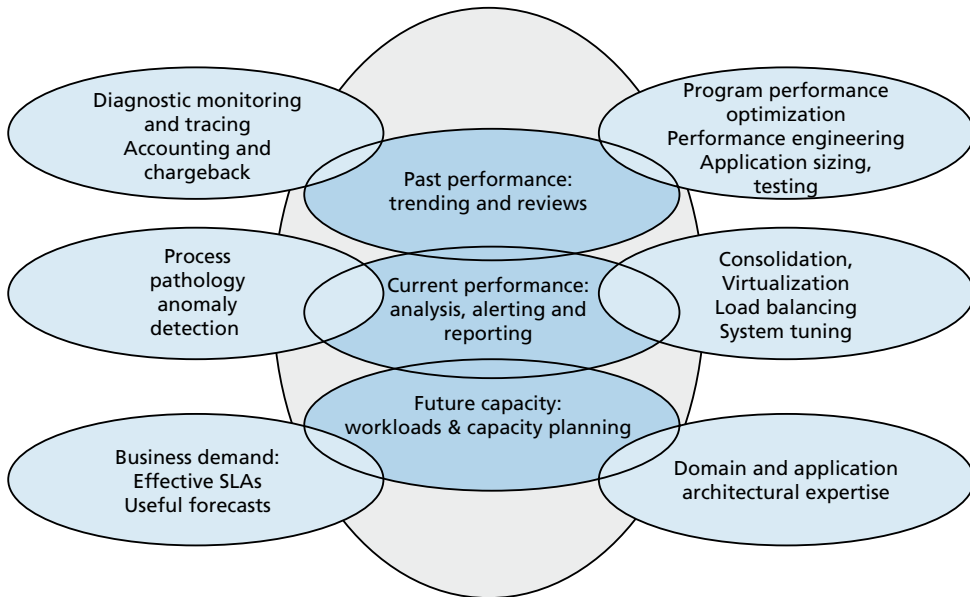 Diagnostic monitoring
and tracing
Accounting and
chargeback
Program performance
optimization
Performance engineering
Application sizing,
testing
Past performance:
trending and reviews
Process
pathology
anomaly
detection
Current performance:
analysis, alerting and
reporting
Consolidation,
Virtualization
Load balancing
System tuning
Future capacity:
workloads & capacity planning
Business demand:
Effective SLAs
Useful forecasts
Domain and application
architectural expertise